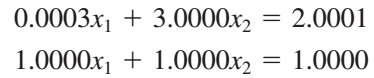 0.0003x₁ + 3.0000x₂ = 2.0001
1.0000x₁ + 1.0000x₂ = 1.0000